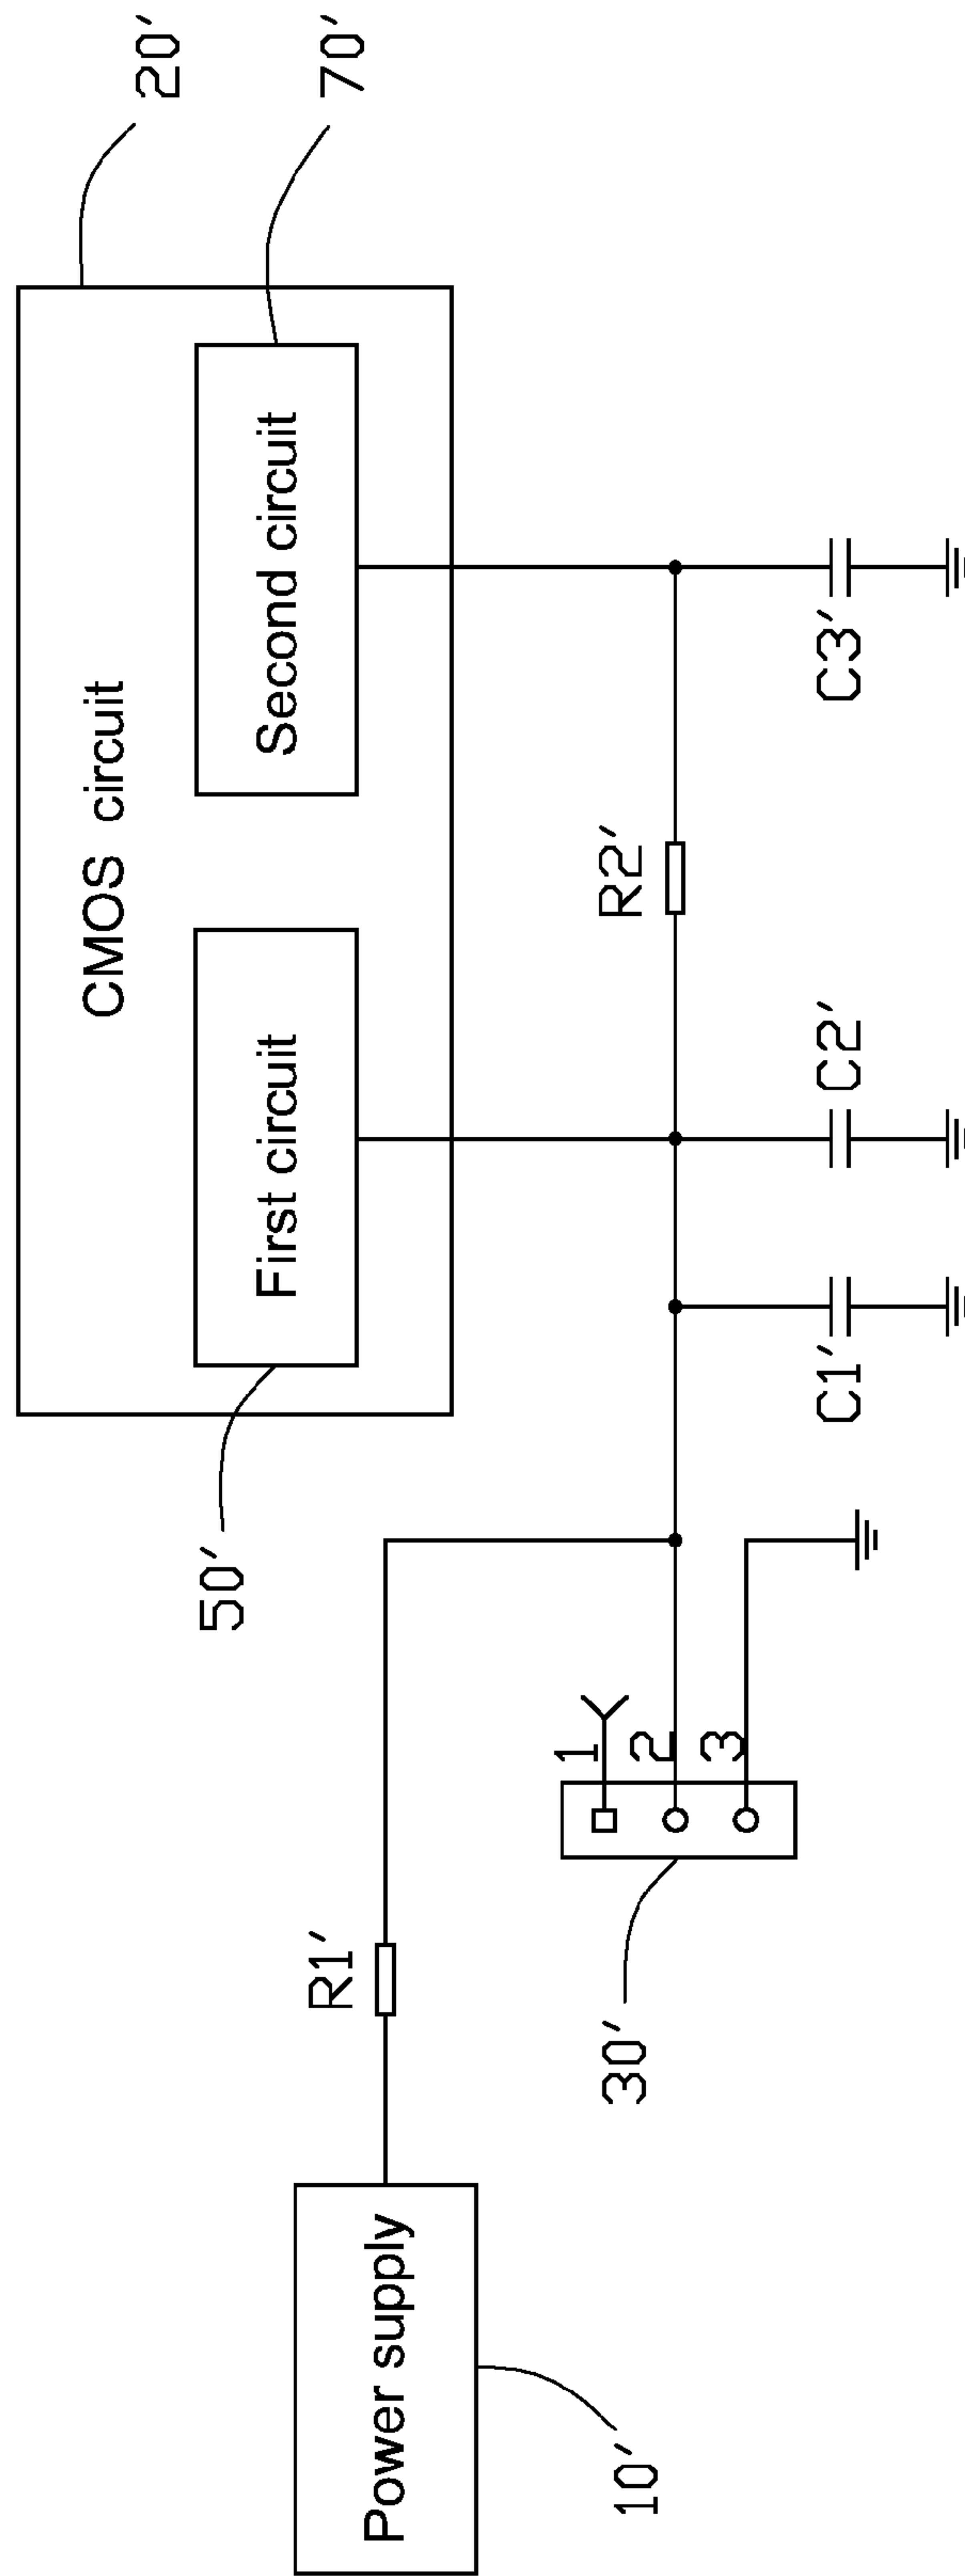 20′
70′
CMOS circuit
First circuit
Second circuit
50′
R1′
R2′
Power supply
10′
30′
1
2
3
C1′
C2′
C3′